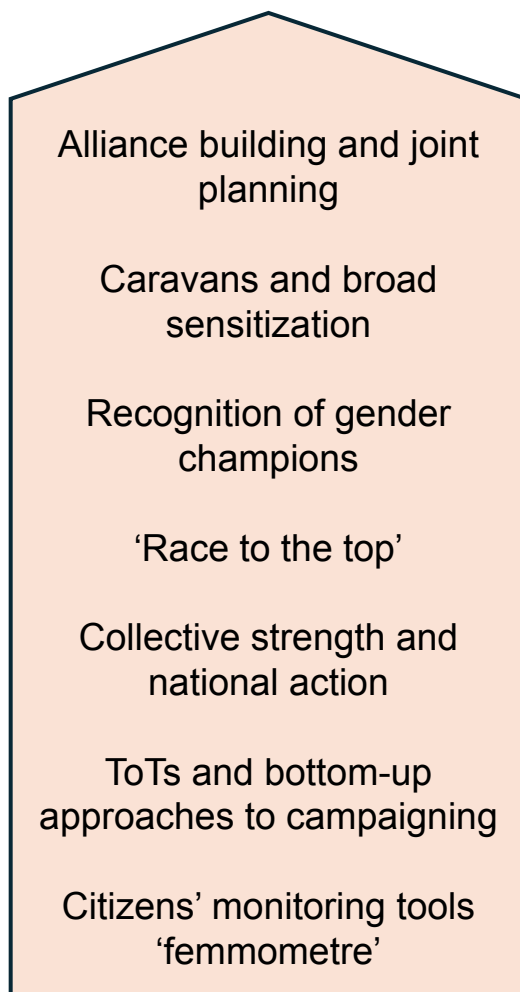 Alliance building and joint
planning
Caravans and broad
sensitization
Recognition of gender
champions
‘Race to the top’
Collective strength and
national action
ToTs and bottom-up
approaches to campaigning
Citizens’ monitoring tools
‘femmometre’